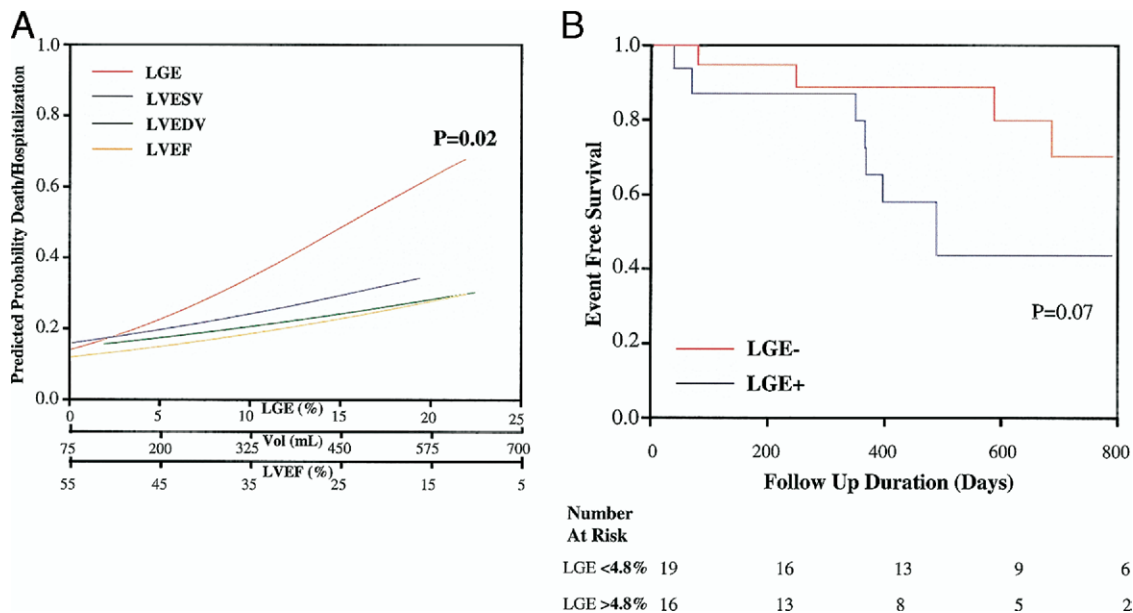 A
Predicted Probability Death/Hospitalization
1.0
0.8
0.6
0.4
0.2
0.0
LGE
LVESV
LVEDV
LVEF
P=0.02
0 5 10 15 20 25
LGE (%)
75 200 325 450 575 700
Vol (mL)
55 45 35 25 15 5
LVEF (%)
B
Event Free Survival
1.0
0.8
0.6
0.4
0.2
0.0
P=0.07
LGE-
LGE+
0 200 400 600 800
Follow Up Duration (Days)
Number
At Risk
LGE <4.8% 19 16 13 9 6
LGE >4.8% 16 13 8 5 2